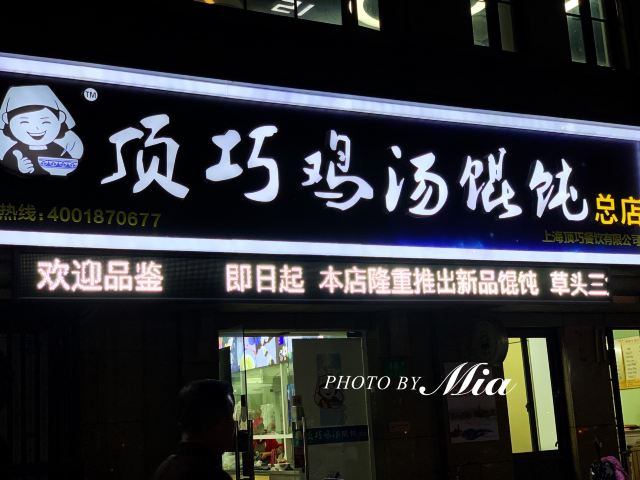 TM
顶巧鸡汤馄饨
总店
热线:4001870677
上海顶巧餐饮有限公司
欢迎品鉴 即日起 本店隆重推出新品馄饨 草头三
PHOTO BY Mia